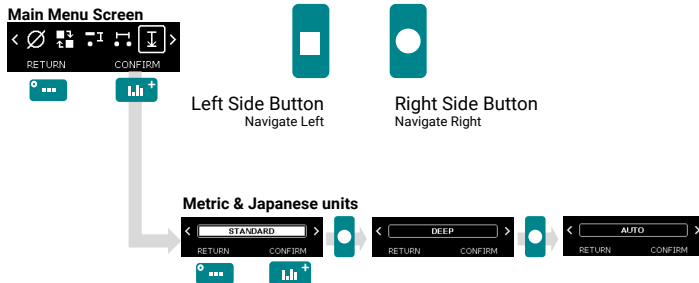 Main Menu Screen
RETURN CONFIRM
Left Side Button
Navigate Left
Right Side Button
Navigate Right
Metric & Japanese units
STANDARD
RETURN CONFIRM
DEEP
RETURN CONFIRM
AUTO
RETURN CONFIRM